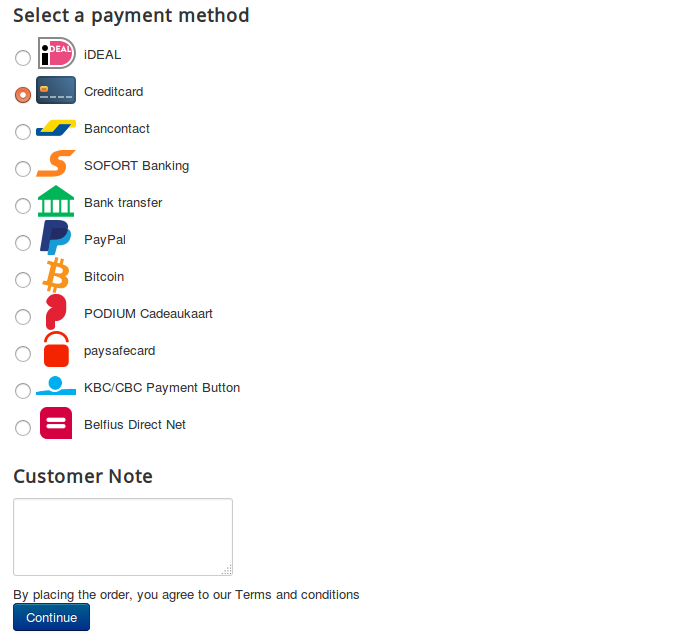 Select a payment method
iDEAL iDEAL
Creditcard
Bancontact
SOFORT Banking
Bank transfer
PayPal
Bitcoin
PODIUM Cadeaukaart
paysafecard
KBC/CBC Payment Button
Belfius Direct Net
Customer Note
By placing the order, you agree to our Terms and conditions
Continue